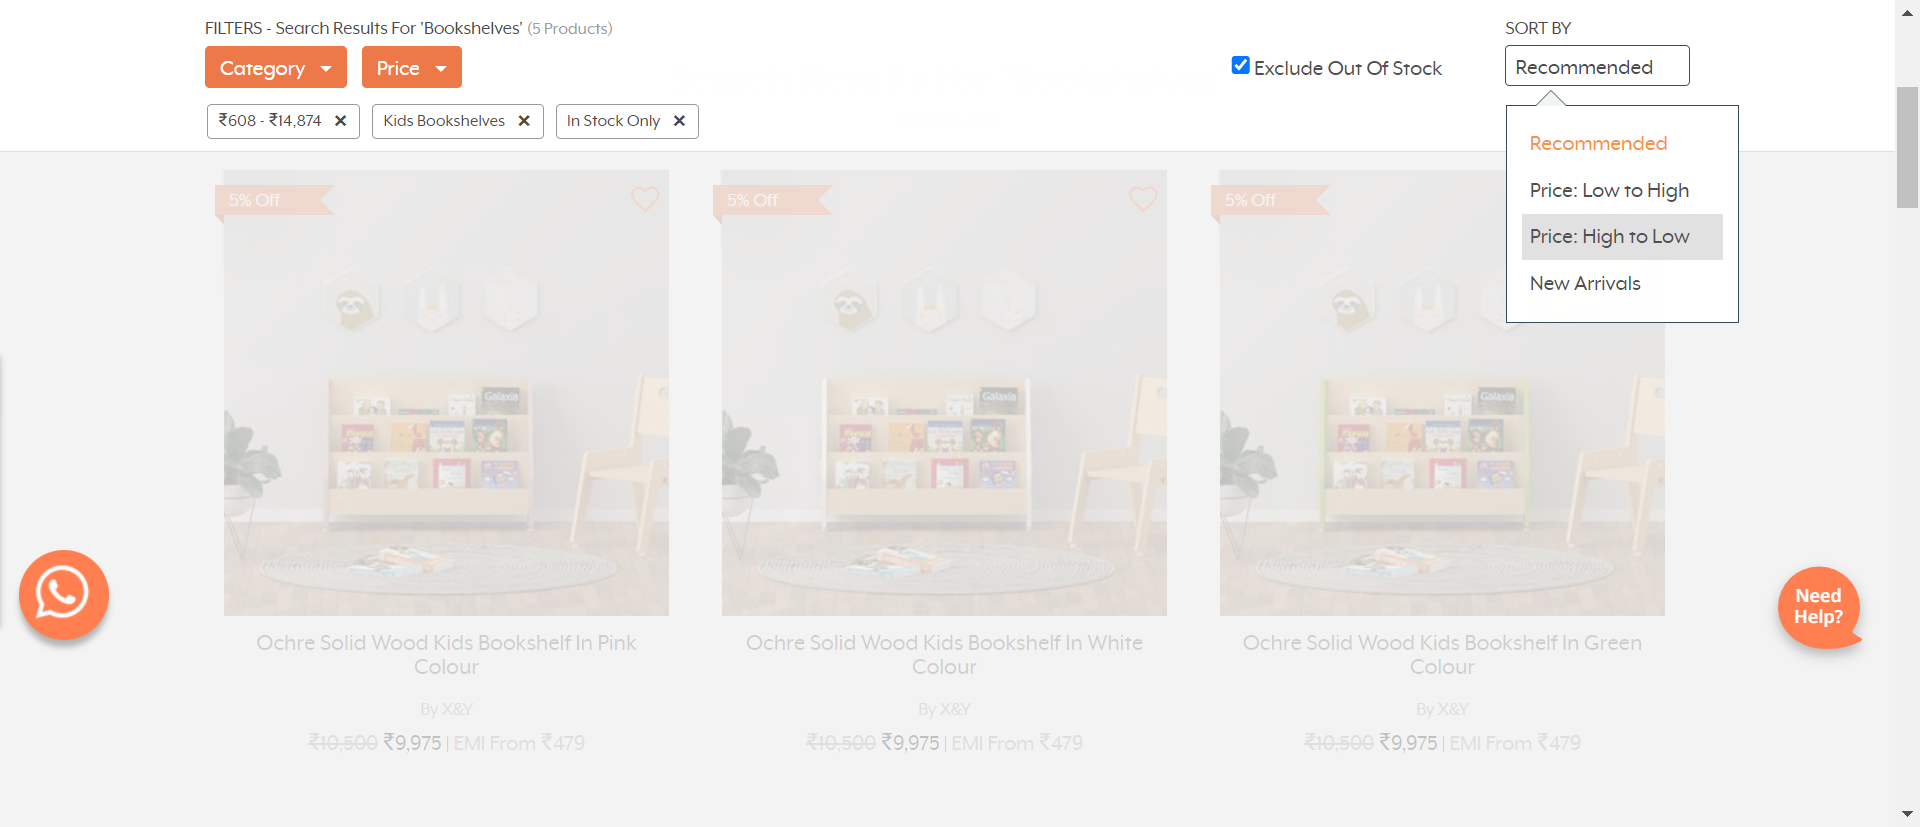 FILTERS - Search Results For 'Bookshelves' (5 Products)
SORT BY
Category
Price
Exclude Out Of Stock
Recommended
₹608 - ₹14,874 ✕
Kids Bookshelves ✕
In Stock Only ✕
Recommended
Price: Low to High
Price: High to Low
New Arrivals
5% Off
5% Off
5% Off
Galaxia
Galaxia
Galaxia
Need
Help?
Ochre Solid Wood Kids Bookshelf In Pink
Colour
By X&Y
₹10,500 ₹9,975 | EMI From ₹479
Ochre Solid Wood Kids Bookshelf In White
Colour
By X&Y
₹10,500 ₹9,975 | EMI From ₹479
Ochre Solid Wood Kids Bookshelf In Green
Colour
By X&Y
₹10,500 ₹9,975 | EMI From ₹479